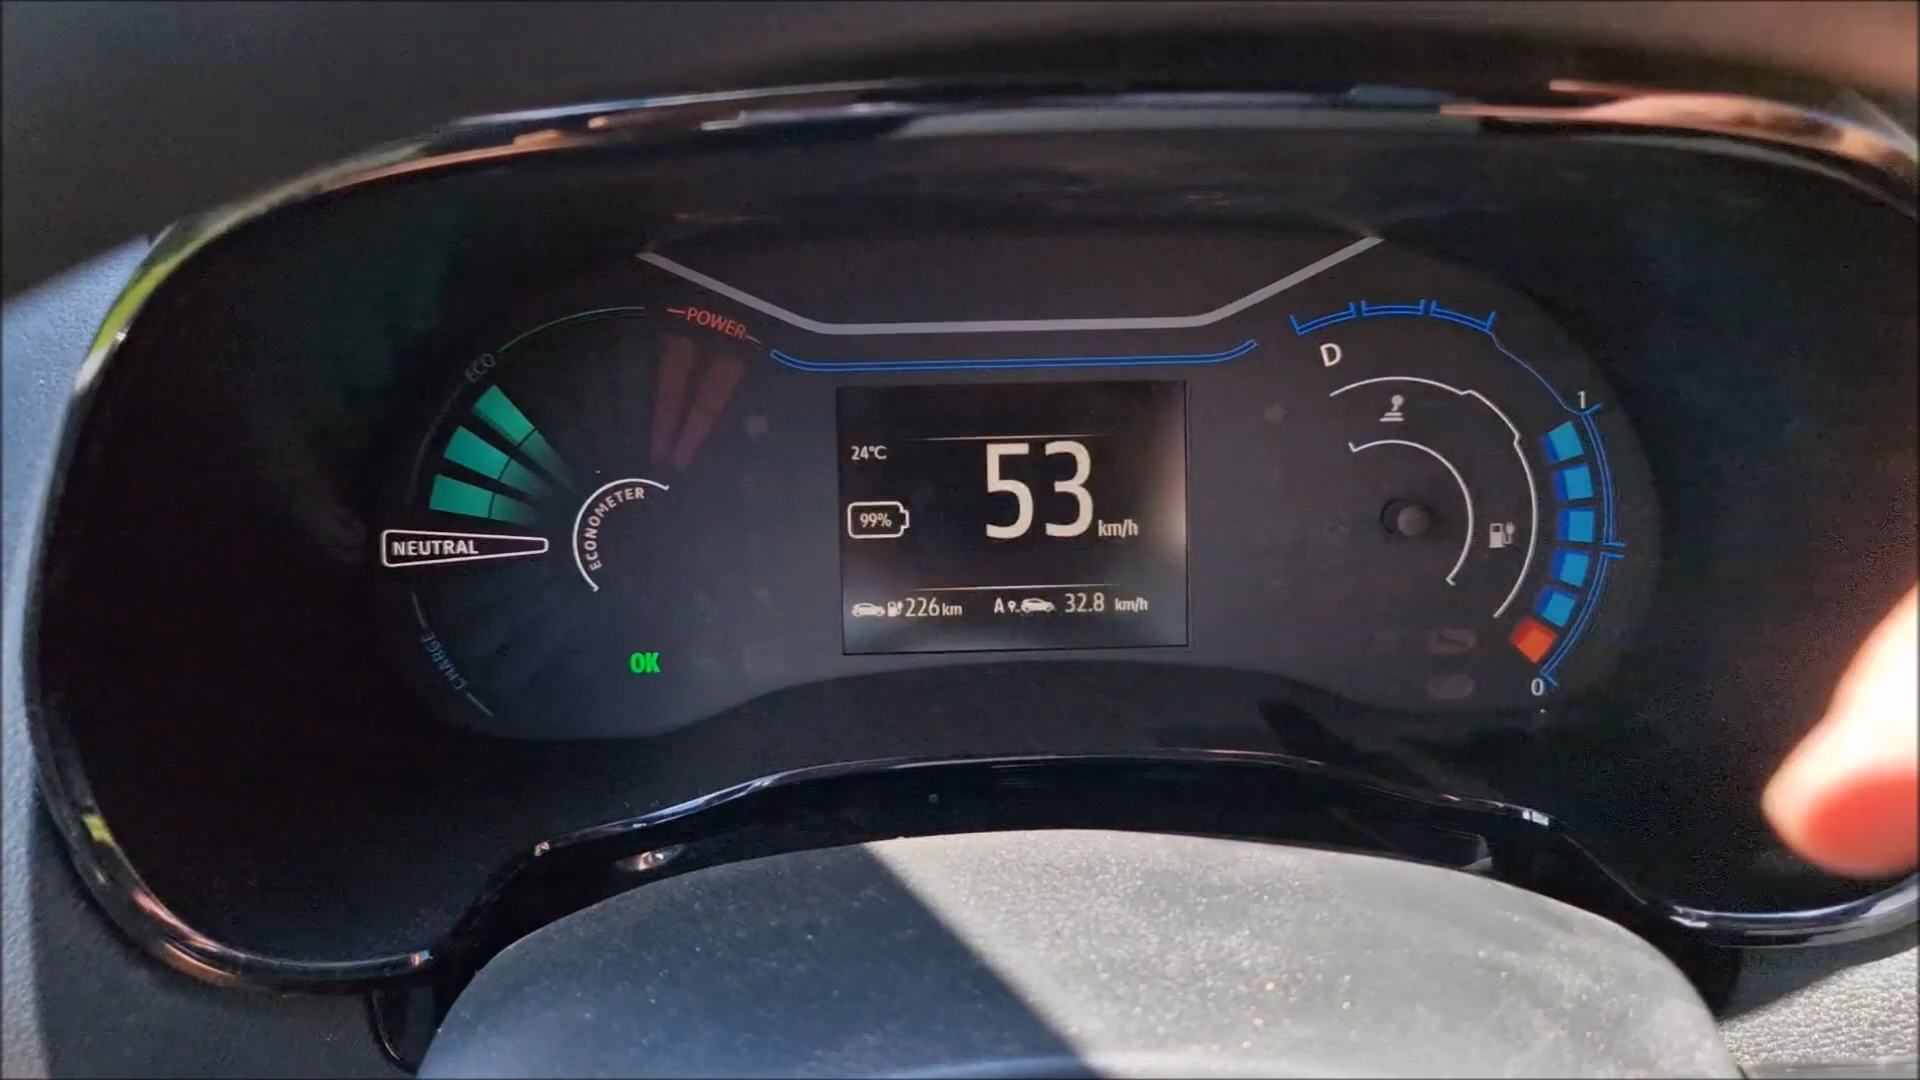 POWER
ECO
D
1
ECONOMETER
24°C
53 km/h
99%
NEUTRAL
226 km
A 32.8 km/h
CHARGE
OK
0